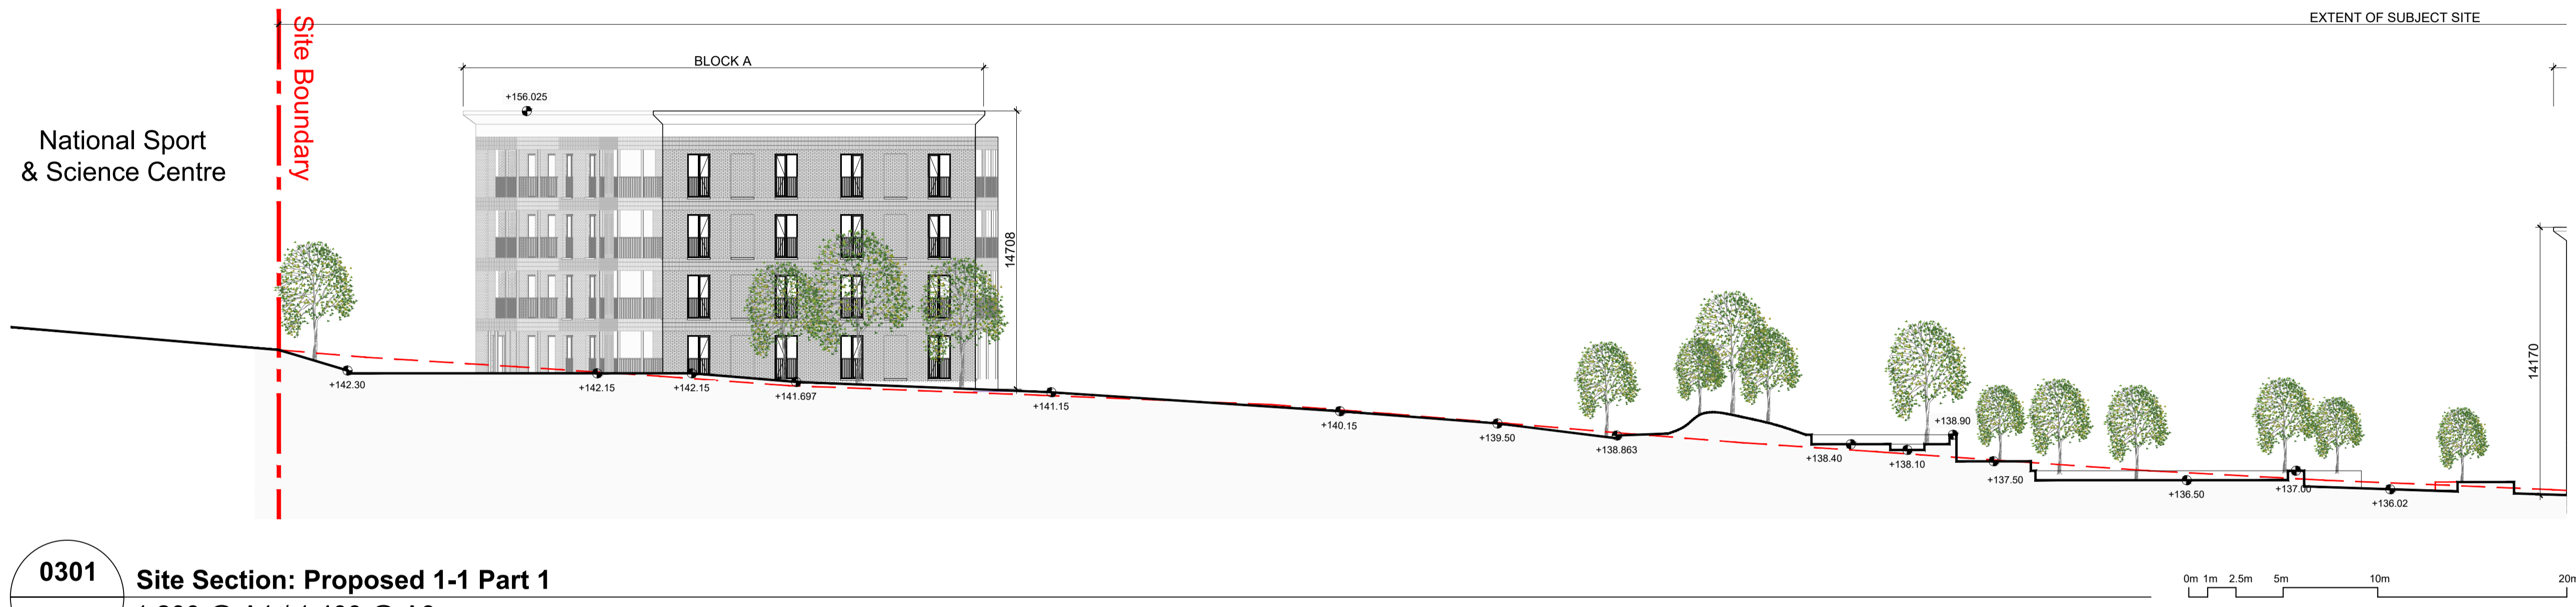 EXTENT OF SUBJECT SITE
Site Boundary
BLOCK A
+156.025
National Sport
& Science Centre
14708
14170
+142.30
+142.15
+142.15
+141.697
+141.15
+140.15
+139.50
+138.863
+138.40
+138.10
+138.90
+137.50
+136.50
+137.00
+136.02
0301
Site Section: Proposed 1-1 Part 1
0m 1m 2.5m 5m 10m 20m